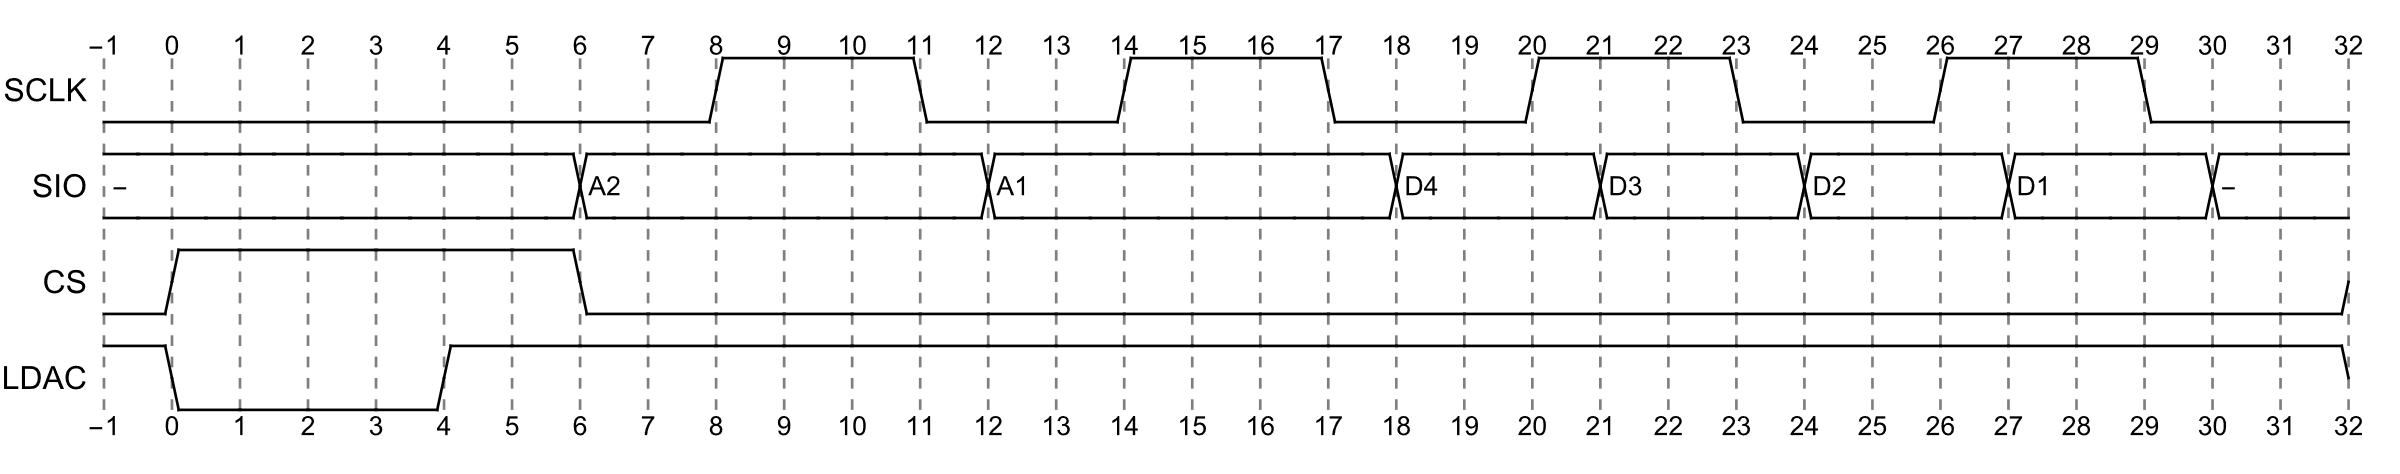 –1 0 1 2 3 4 5 6 7 8 9 10 11 12 13 14 15 16 17 18 19 20 21 22 23 24 25 26 27 28 29 30 31 32
SCLK
SIO – A2 A1 D4 D3 D2 D1 –
CS
LDAC
–1 0 1 2 3 4 5 6 7 8 9 10 11 12 13 14 15 16 17 18 19 20 21 22 23 24 25 26 27 28 29 30 31 32